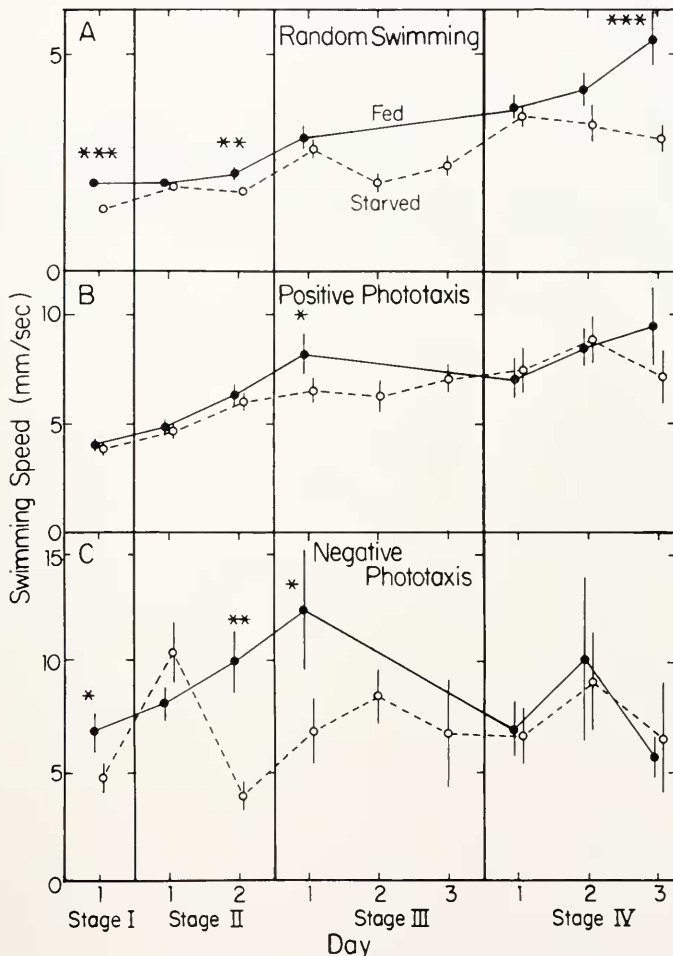 A
Random Swimming
***
5
***
**
Fed
Starved
0
B
Positive Phototaxis
10
*
5
0
C
Negative
Phototaxis
15
*
**
*
10
5
0
Swimming Speed (mm/sec)
1 1 2 1 2 3 1 2 3
Stage I Stage II Stage III Stage IV
Day